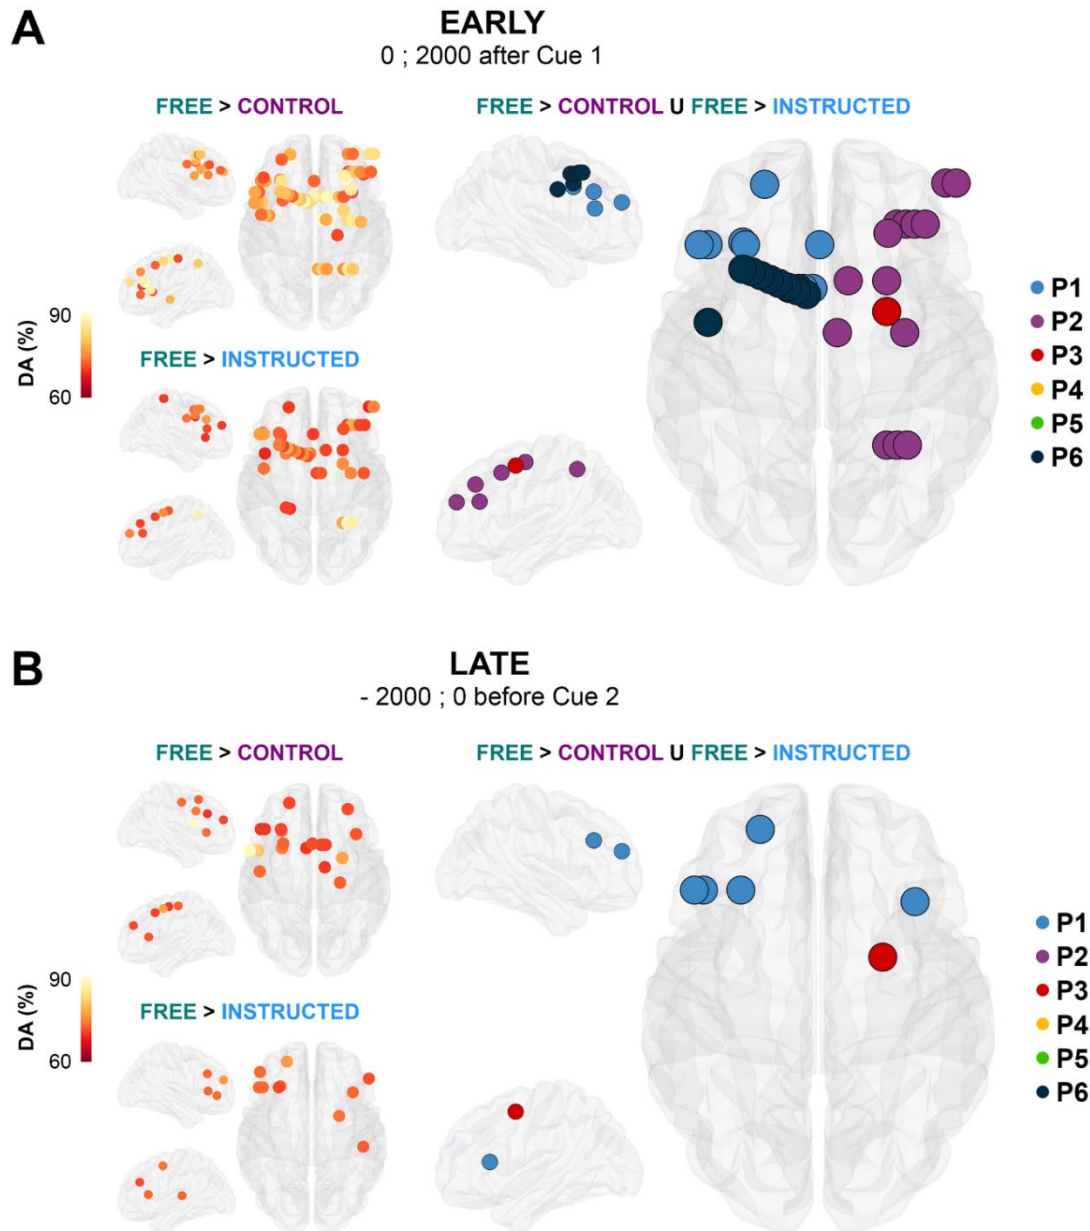 A
EARLY
0 ; 2000 after Cue 1
FREE > CONTROL
FREE > CONTROL U FREE > INSTRUCTED
90
DA (%)
60
FREE > INSTRUCTED
P1
P2
P3
P4
P5
P6
B
LATE
- 2000 ; 0 before Cue 2
FREE > CONTROL
FREE > CONTROL U FREE > INSTRUCTED
90
DA (%)
60
FREE > INSTRUCTED
P1
P2
P3
P4
P5
P6